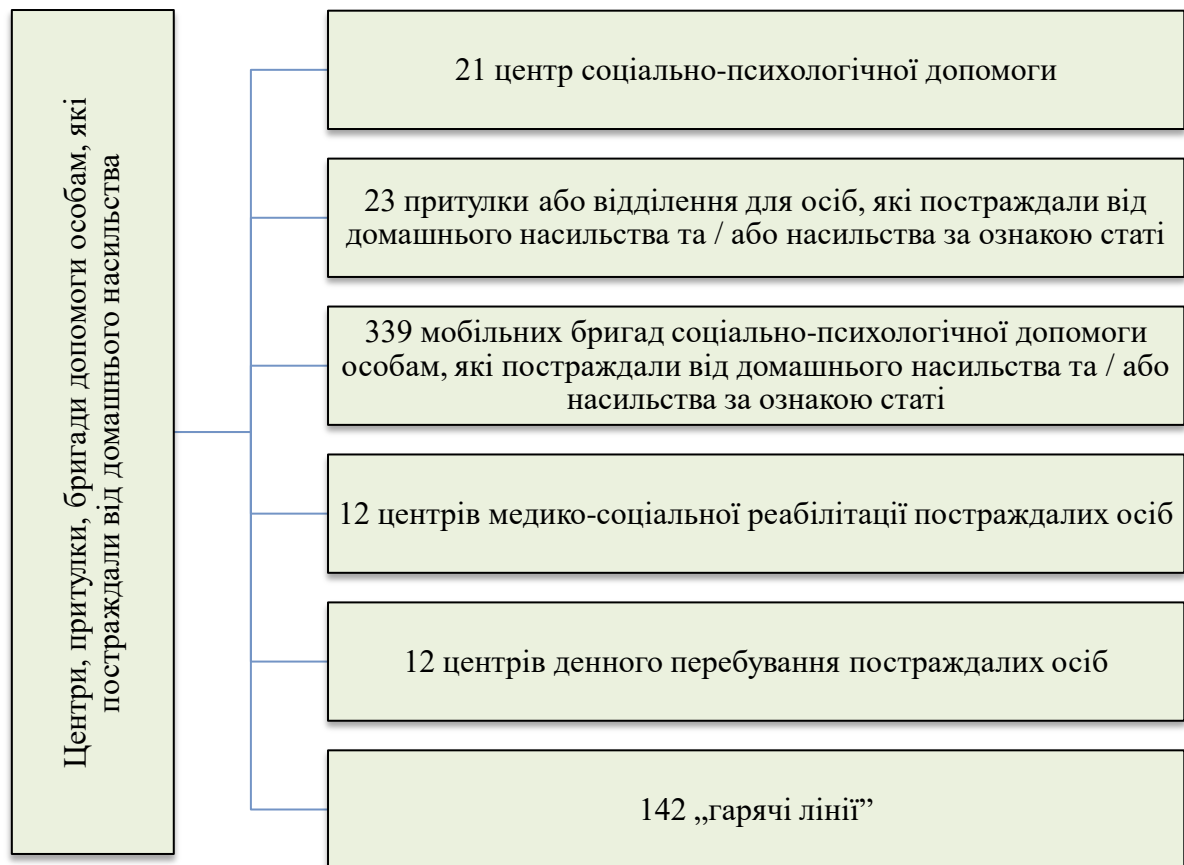 Центри, притулки, бригади допомоги особам, які
постраждали від домашнього насильства
21 центр соціально-психологічної допомоги
23 притулки або відділення для осіб, які постраждали від
домашнього насильства та / або насильства за ознакою статі
339 мобільних бригад соціально-психологічної допомоги
особам, які постраждали від домашнього насильства та / або
насильства за ознакою статі
12 центрів медико-соціальної реабілітації постраждалих осіб
12 центрів денного перебування постраждалих осіб
142 „гарячі лінії”